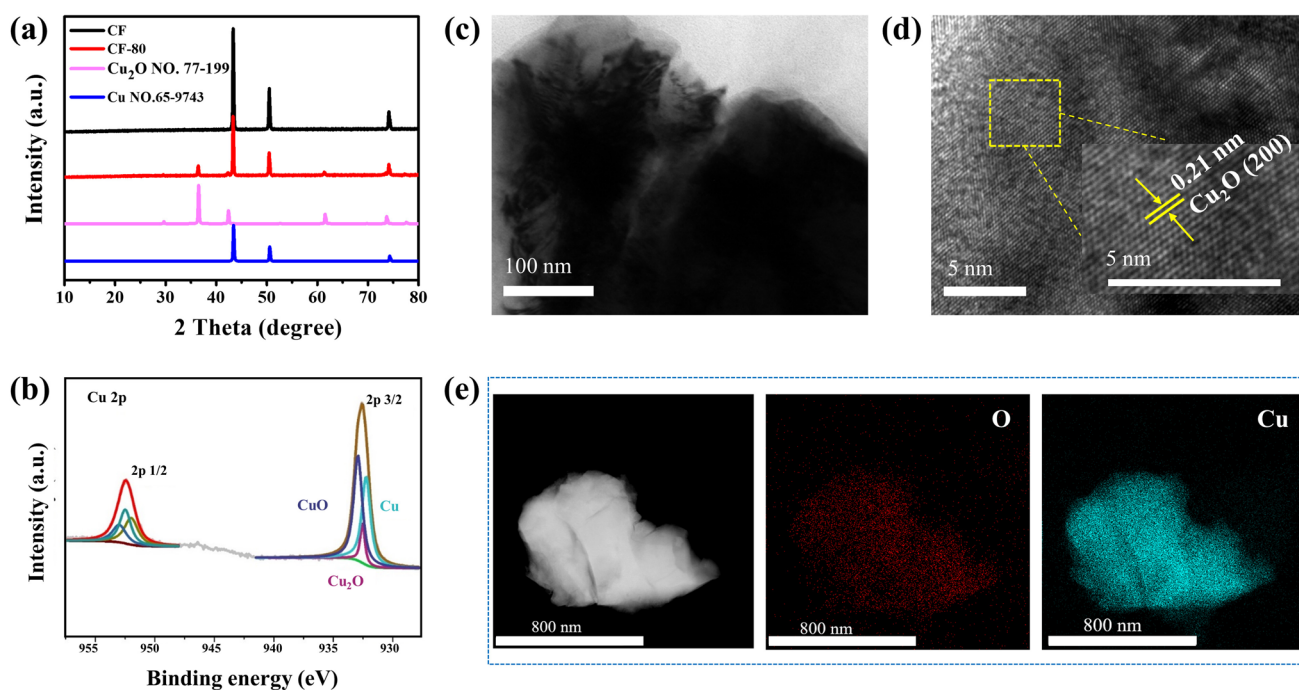 (a)
CF
CF-80
Cu₂O NO. 77-199
Cu NO.65-9743
Intensity (a.u.)
10 20 30 40 50 60 70 80
2 Theta (degree)
(b)
Cu 2p
2p 3/2
2p 1/2
CuO
Cu
Cu₂O
Intensity (a.u.)
955 950 945 940 935 930
Binding energy (eV)
(c)
100 nm
(d)
0.21 nm
Cu₂O (200)
5 nm
5 nm
(e)
800 nm
O
800 nm
Cu
800 nm